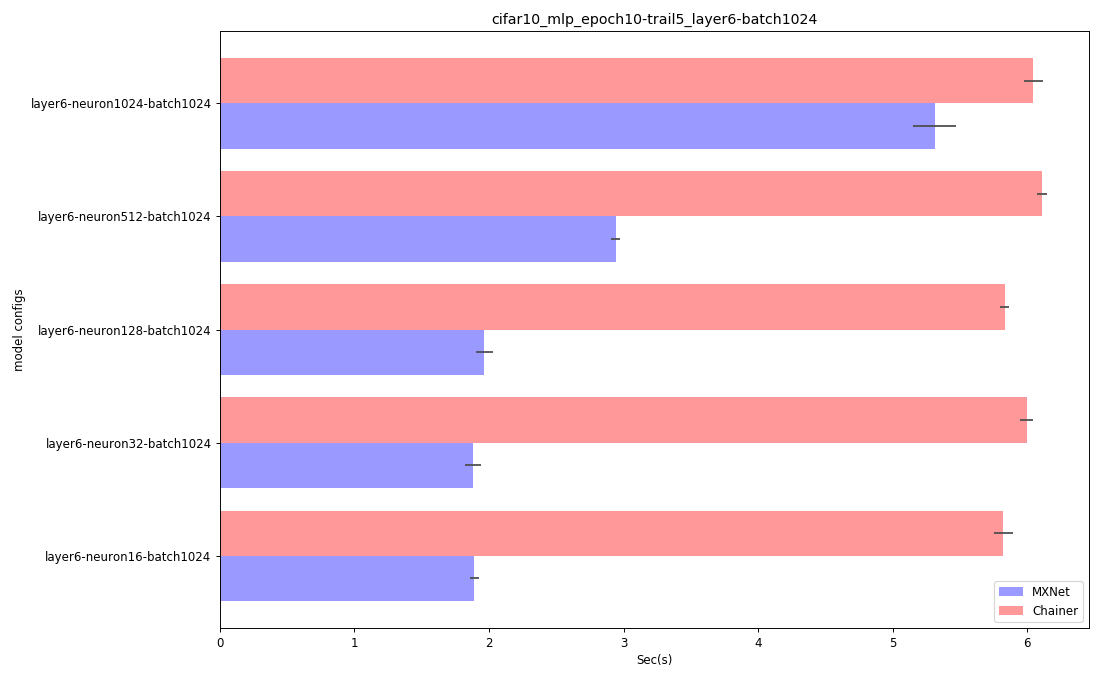 cifar10_mlp_epoch10-trail5_layer6-batch1024
model configs
layer6-neuron1024-batch1024
layer6-neuron512-batch1024
layer6-neuron128-batch1024
layer6-neuron32-batch1024
layer6-neuron16-batch1024
MXNet
Chainer
0 1 2 3 4 5 6
Sec(s)